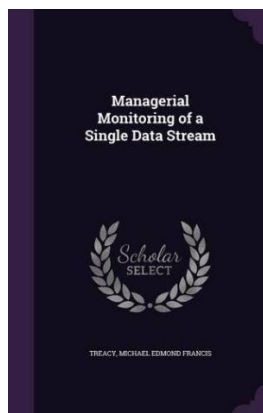 Managerial
Monitoring of a
Single Data Stream
Scholar
SELECT
TREACY, MICHAEL EDMOND FRANCIS